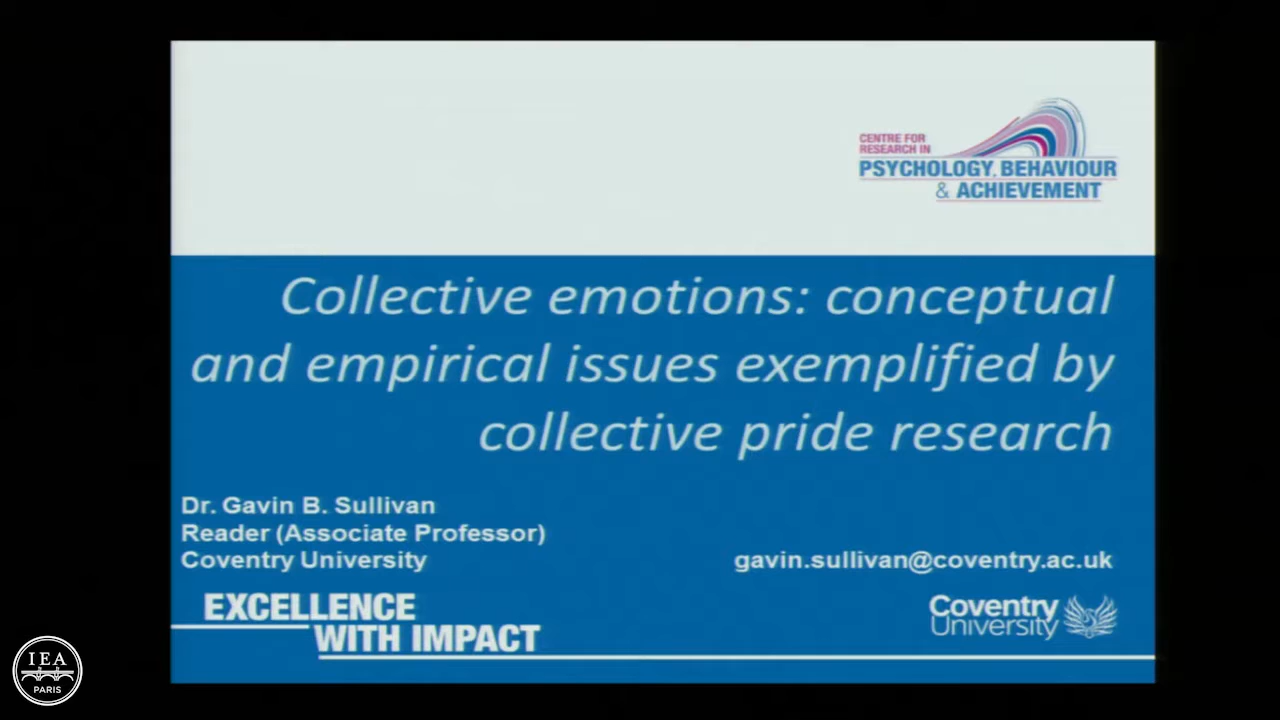 CENTRE FOR
RESEARCH IN
PSYCHOLOGY, BEHAVIOUR
& ACHIEVEMENT
Collective emotions: conceptual
and empirical issues exemplified by
collective pride research
Dr. Gavin B. Sullivan
Reader (Associate Professor)
Coventry University
gavin.sullivan@coventry.ac.uk
EXCELLENCE
WITH IMPACT
Coventry
University
IEA
PARIS